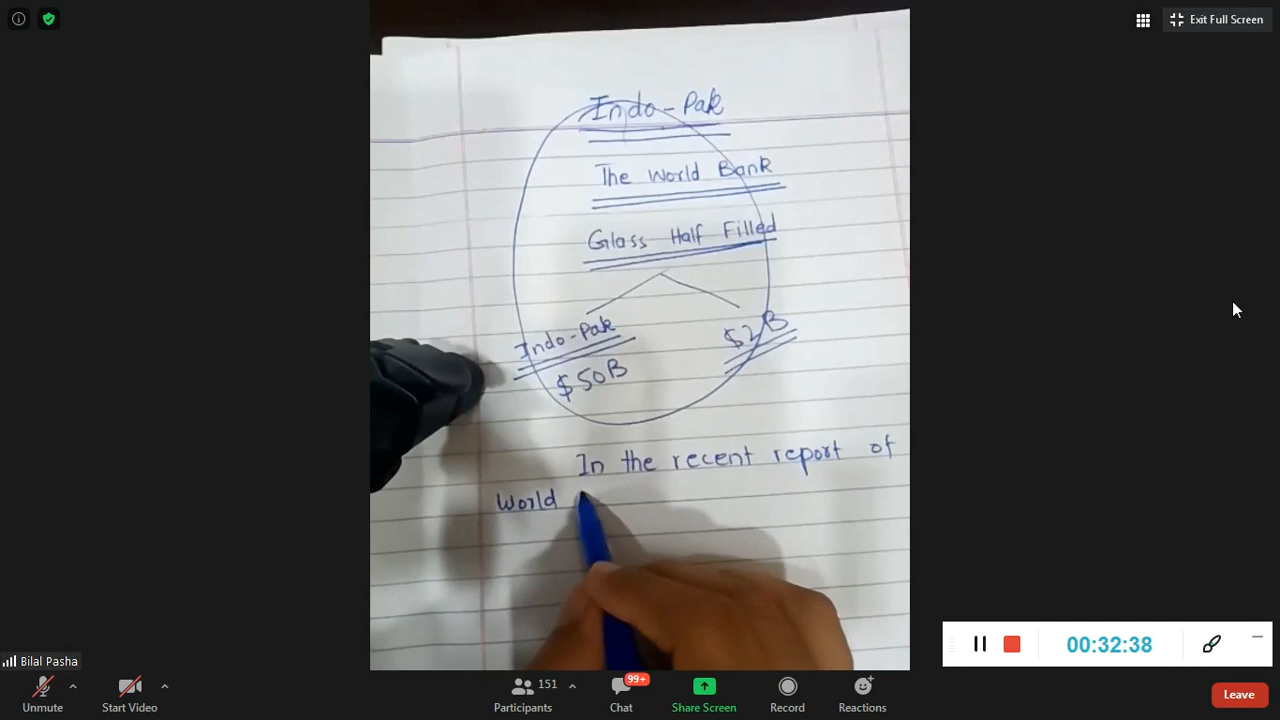 Exit Full Screen
Indo-Pak
The World Bank
Glass Half Filled
Indo-Pak $2B
$50B
In the recent report of
World
00:32:38
Bilal Pasha
Unmute Start Video Participants 151 Chat 99+ Share Screen Record Reactions Leave